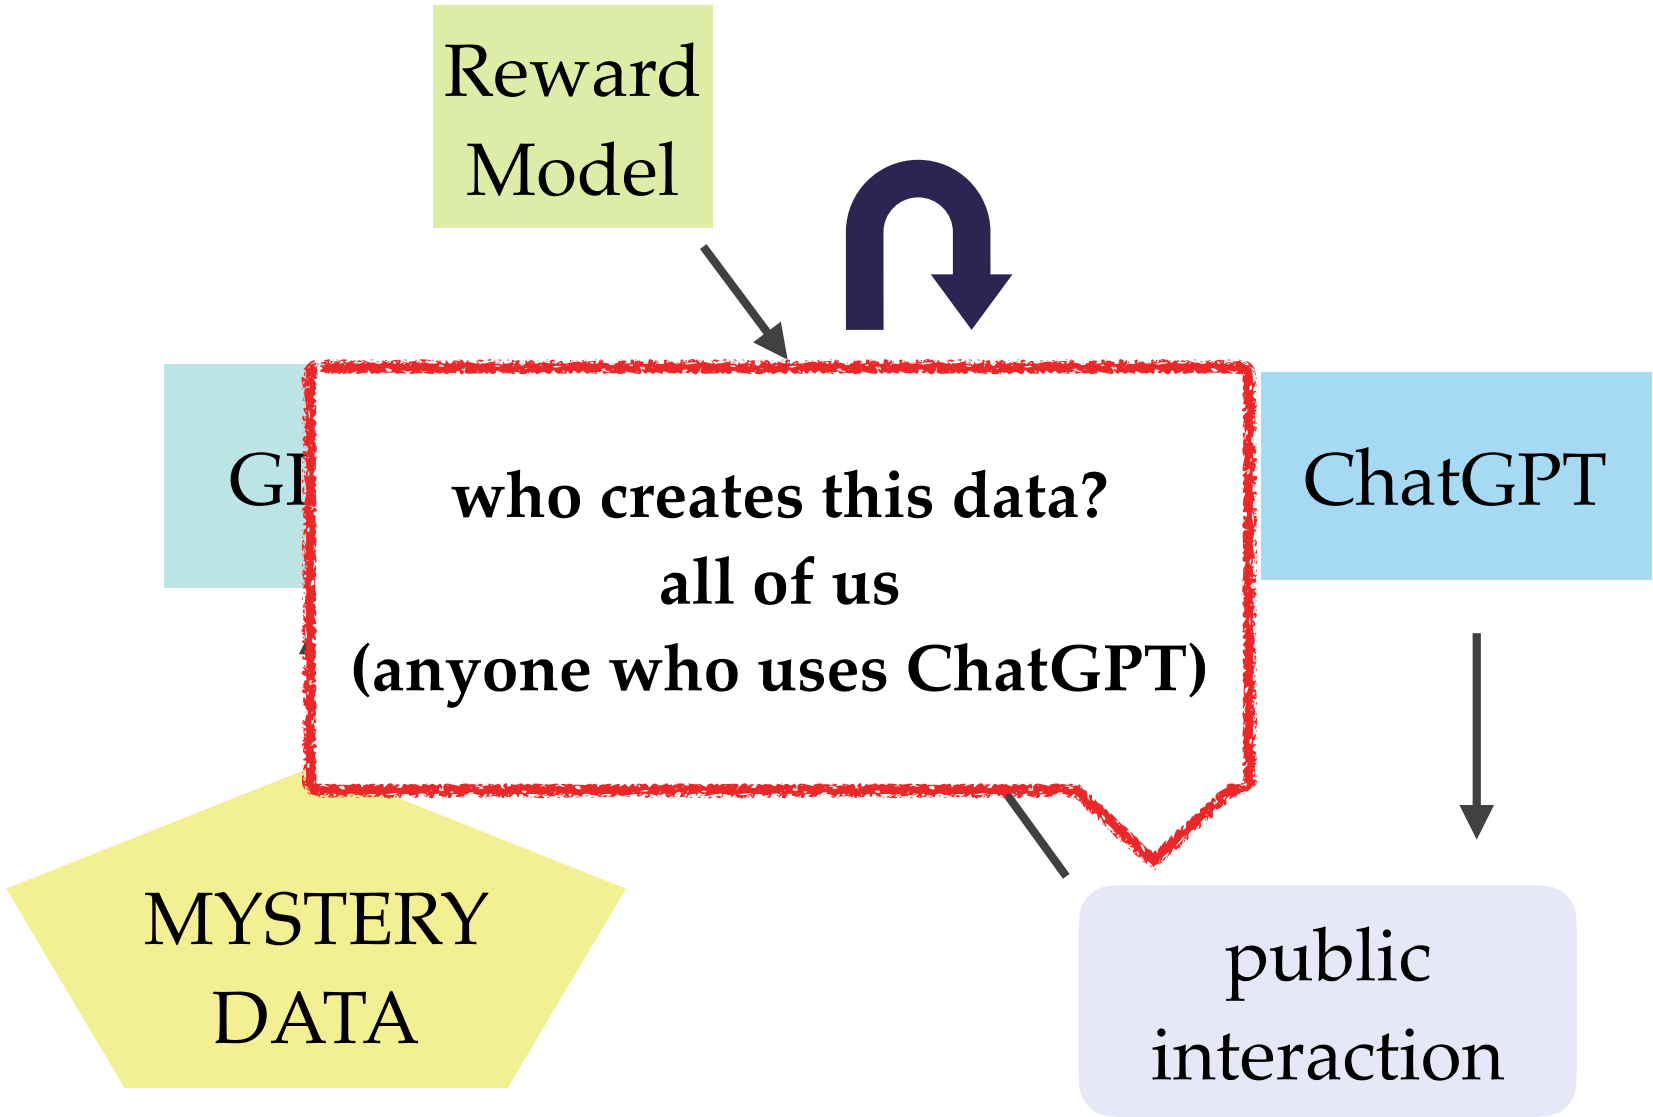 Reward
Model
who creates this data?
all of us
(anyone who uses ChatGPT)
ChatGPT
MYSTERY
DATA
public
interaction